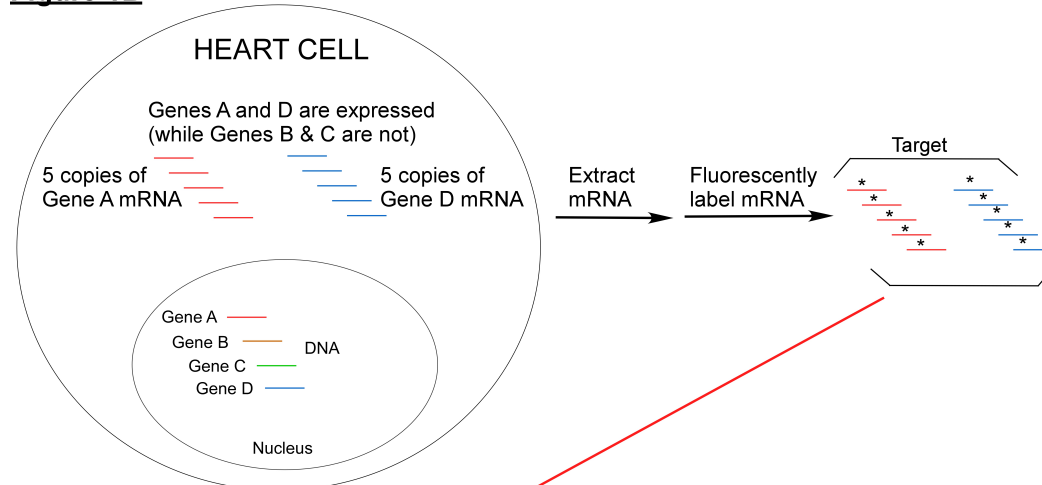 HEART CELL
Genes A and D are expressed
(while Genes B & C are not)
5 copies of
Gene A mRNA
5 copies of
Gene D mRNA
Extract
mRNA
Fluorescently
label mRNA
Target
*
*
*
*
*
*
*
*
*
*
Gene A
Gene B
DNA
Gene C
Gene D
Nucleus